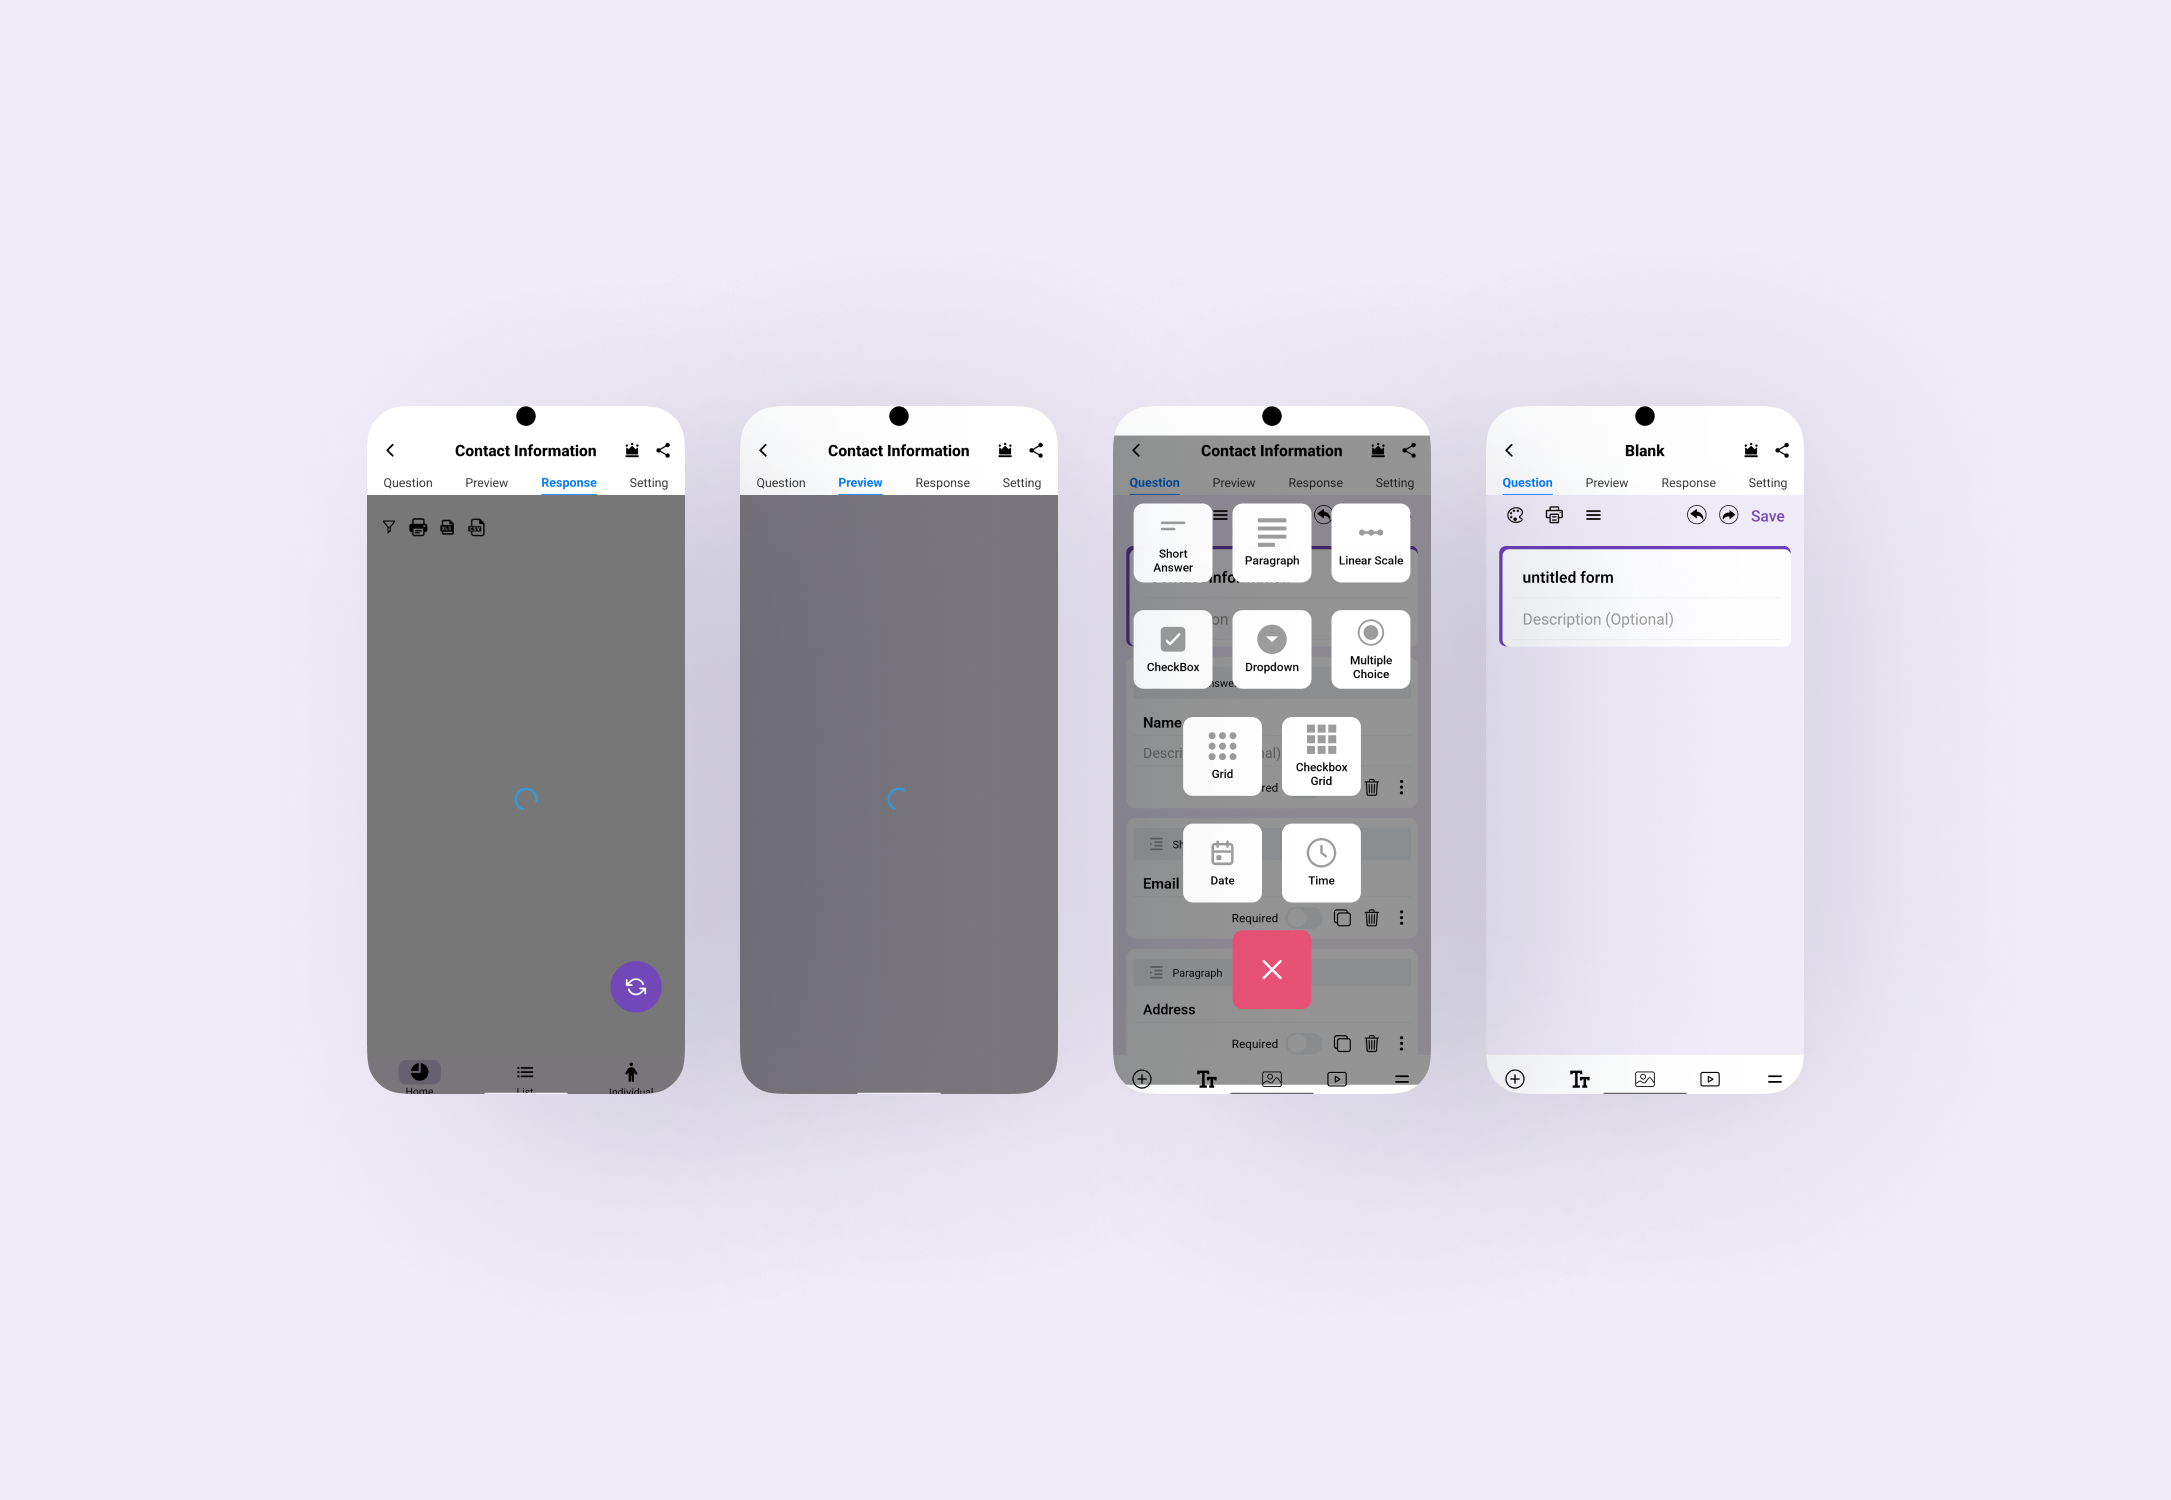 Contact Information
Question Preview Response Setting
Home List Individual
Contact Information
Question Preview Response Setting
Contact Information
Question Preview Response Setting
Short
Answer
Paragraph
Linear Scale
CheckBox
Dropdown
Multiple
Choice
Name
Grid
Checkbox
Grid
Email
Date
Time
Required
Paragraph
Address
Required
Blank
Question Preview Response Setting
Save
untitled form
Description (Optional)